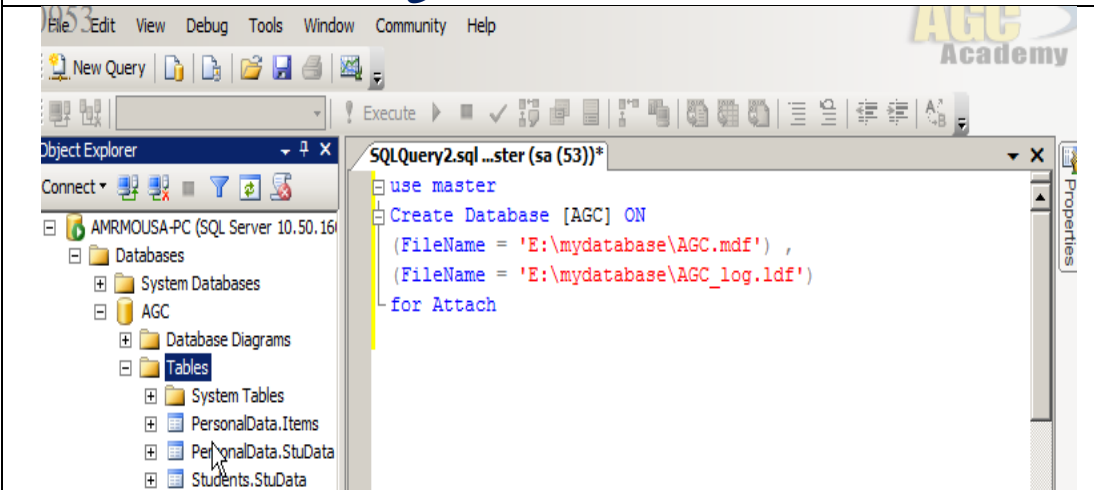 File Edit View Debug Tools Window Community Help
AGC
Academy
New Query
Execute
Object Explorer
SQLQuery2.sql ...ster (sa (53))*
Connect
Properties
use master
Create Database [AGC] ON
(FileName = 'E:\mydatabase\AGC.mdf') ,
(FileName = 'E:\mydatabase\AGC_log.ldf')
for Attach
AMRMOUSA-PC (SQL Server 10.50.160
Databases
System Databases
AGC
Database Diagrams
Tables
System Tables
PersonalData.Items
PersonalData.StuData
Students.StuData